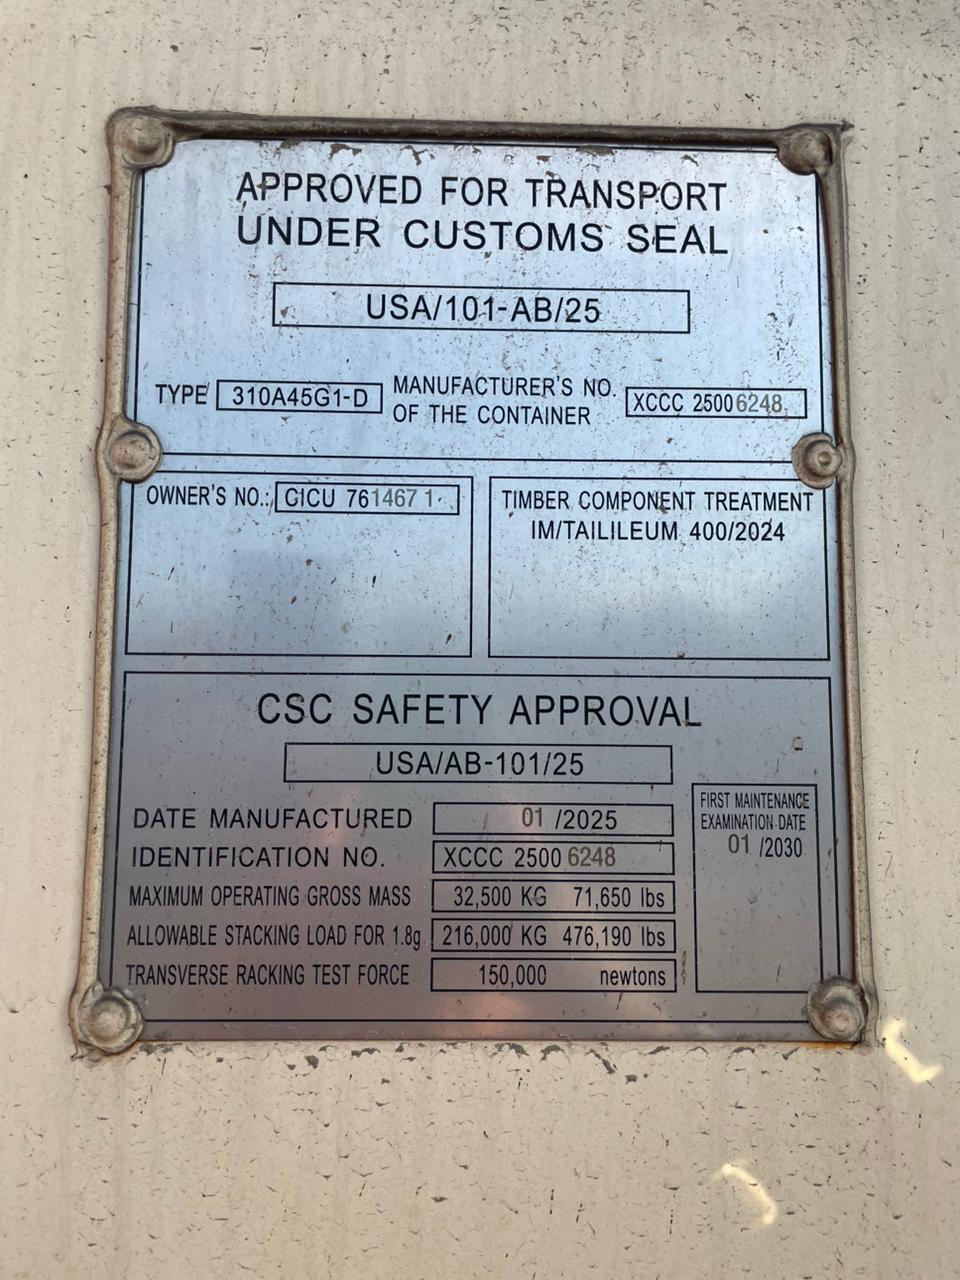 APPROVED FOR TRANSPORT
UNDER CUSTOMS SEAL
USA/101-AB/25
TYPE 310A45G1-D MANUFACTURER'S NO. OF THE CONTAINER XCCC 25006248
OWNER'S NO.: CICU 761467 1
TIMBER COMPONENT TREATMENT
IM/TAILILEUM 400/2024
CSC SAFETY APPROVAL
USA/AB-101/25
DATE MANUFACTURED 01 /2025
IDENTIFICATION NO. XCCC 2500 6248
MAXIMUM OPERATING GROSS MASS 32,500 KG 71,650 lbs
ALLOWABLE STACKING LOAD FOR 1.8g 216,000 KG 476,190 lbs
TRANSVERSE RACKING TEST FORCE 150,000 newtons
FIRST MAINTENANCE
EXAMINATION DATE
01 /2030